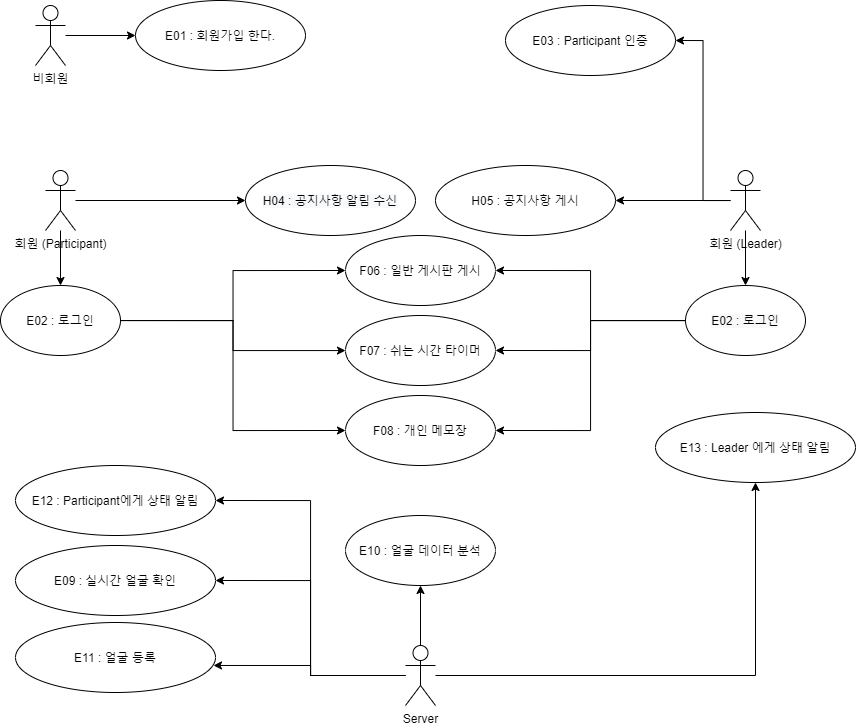 E01 : 회원가입 한다.
E03 : Participant 인증
비회원
H04 : 공지사항 알림 수신
H05 : 공지사항 게시
회원 (Participant)
회원 (Leader)
F06 : 일반 게시판 게시
E02 : 로그인
E02 : 로그인
F07 : 쉬는 시간 타이머
F08 : 개인 메모장
E13 : Leader 에게 상태 알림
E12 : Participant에게 상태 알림
E10 : 얼굴 데이터 분석
E09 : 실시간 얼굴 확인
E11 : 얼굴 등록
Server